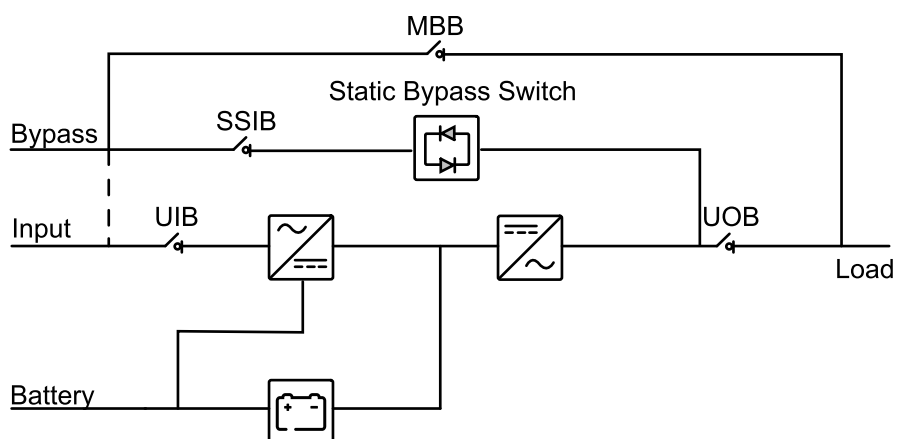 MBB
Static Bypass Switch
SSIB
Bypass
UIB
UOB
Input
Load
Battery